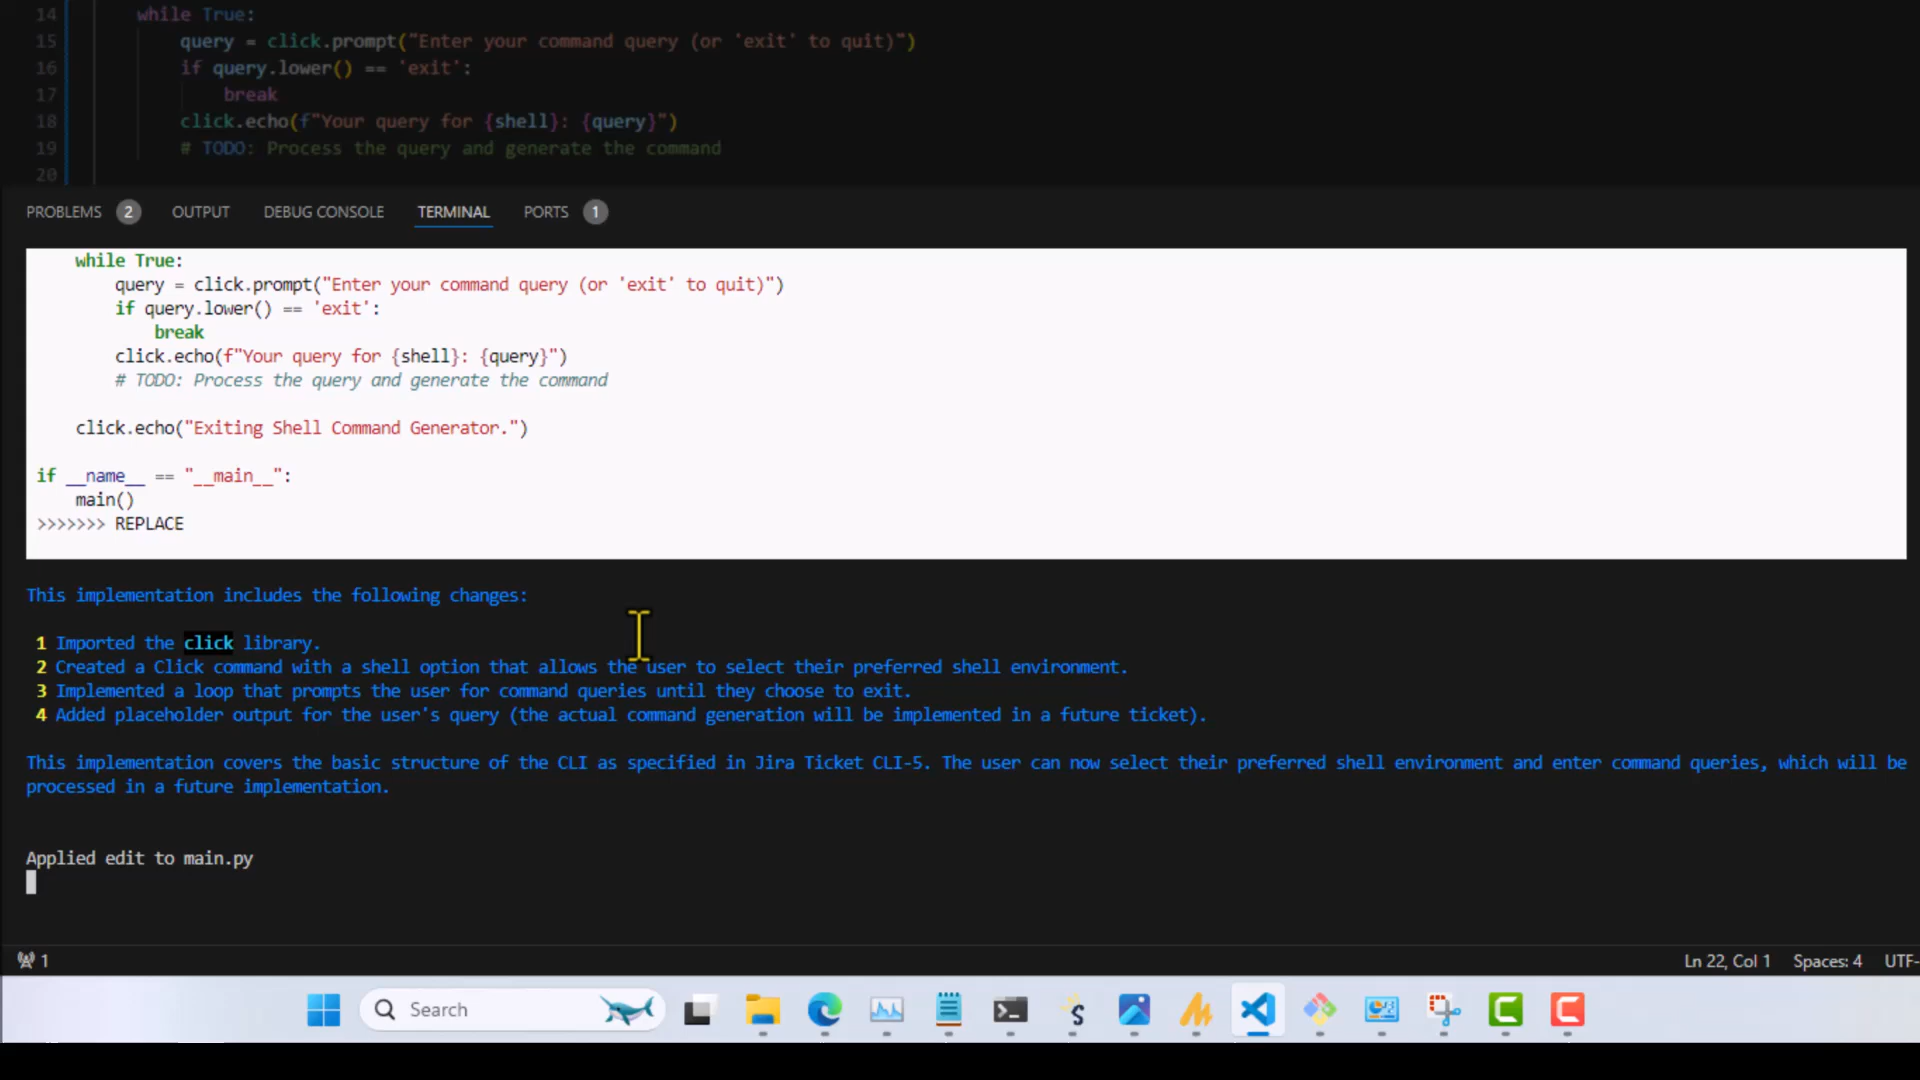 14 while True:
15 query = click.prompt("Enter your command query (or 'exit' to quit)")
16 if query.lower() == 'exit':
17 break
18 click.echo(f"Your query for {shell}: {query}")
19 # TODO: Process the query and generate the command
20
PROBLEMS 2 OUTPUT DEBUG CONSOLE TERMINAL PORTS 1
while True:
query = click.prompt("Enter your command query (or 'exit' to quit)")
if query.lower() == 'exit':
break
click.echo(f"Your query for {shell}: {query}")
# TODO: Process the query and generate the command
click.echo("Exiting Shell Command Generator.")
if __name__ == "__main__":
main()
>>>>>>> REPLACE
This implementation includes the following changes:
1 Imported the click library.
2 Created a Click command with a shell option that allows the user to select their preferred shell environment.
3 Implemented a loop that prompts the user for command queries until they choose to exit.
4 Added placeholder output for the user's query (the actual command generation will be implemented in a future ticket).
This implementation covers the basic structure of the CLI as specified in Jira Ticket CLI-5. The user can now select their preferred shell environment and enter command queries, which will be
processed in a future implementation.
Applied edit to main.py
1 Ln 22, Col 1 Spaces: 4 UTF-
Search